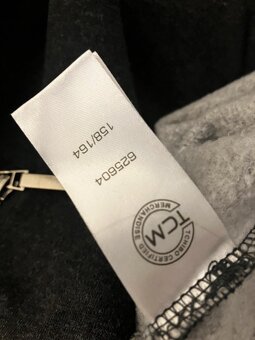 158/164
625604
TCM
TCHIBO CERTIFIED
MERCHANDISE